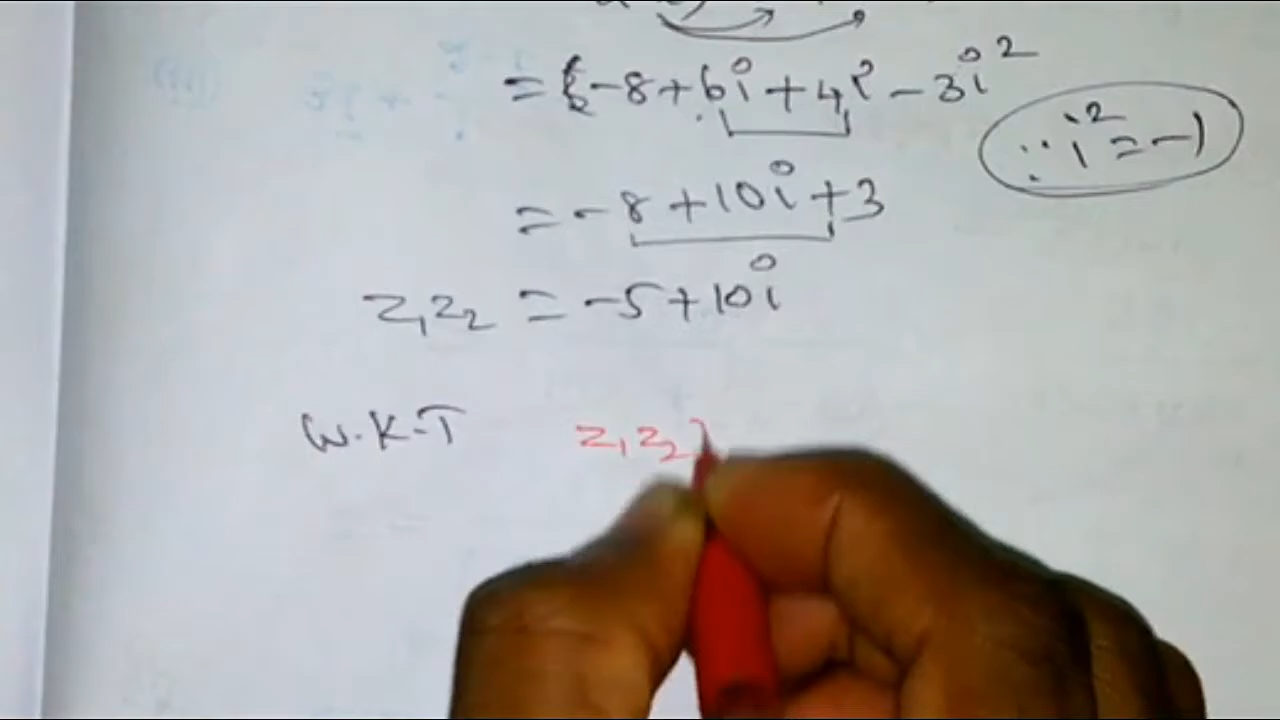 = -8+6i+4i-3i²
∵ i²=-1
= -8+10i+3
z₁z₂ = -5+10i
W.K.T z₁z₂